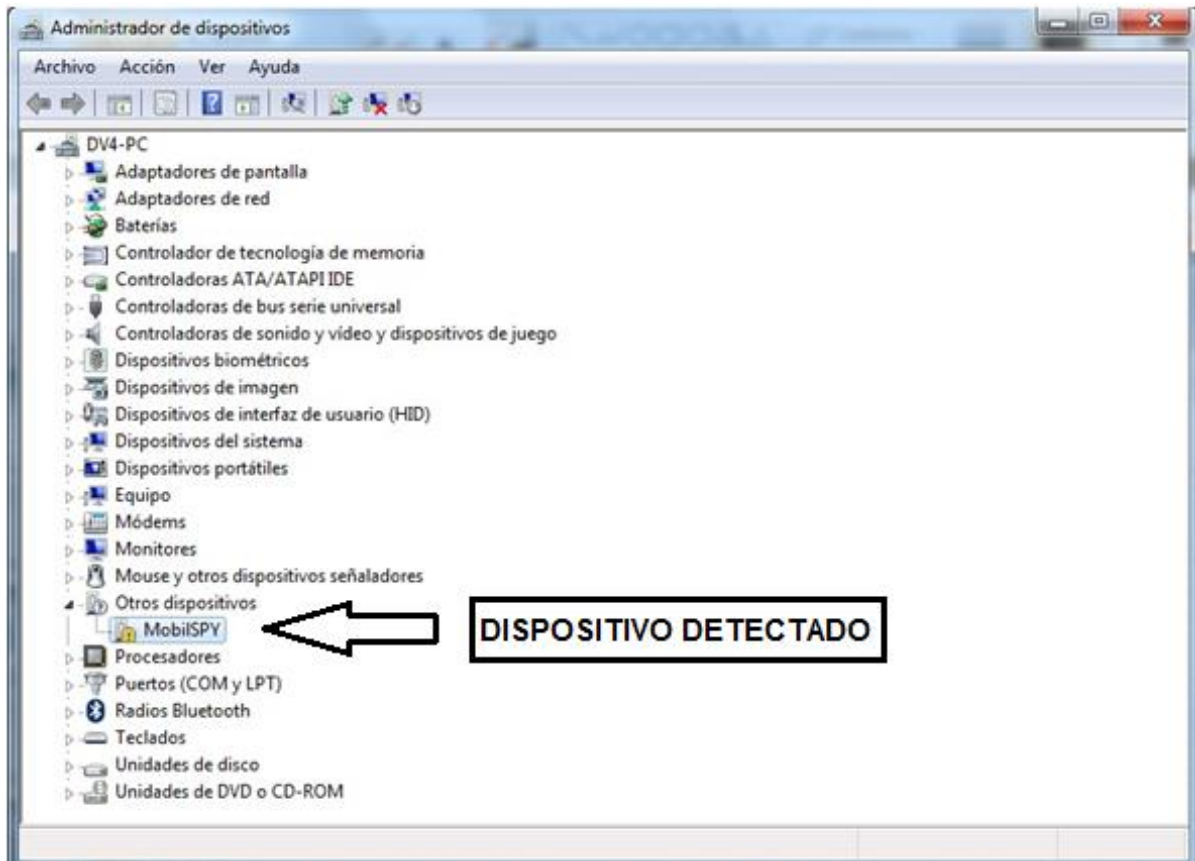 Administrador de dispositivos
Archivo Acción Ver Ayuda
DV4-PC
Adaptadores de pantalla
Adaptadores de red
Baterías
Controlador de tecnología de memoria
Controladoras ATA/ATAPI IDE
Controladoras de bus serie universal
Controladoras de sonido y vídeo y dispositivos de juego
Dispositivos biométricos
Dispositivos de imagen
Dispositivos de interfaz de usuario (HID)
Dispositivos del sistema
Dispositivos portátiles
Equipo
Módems
Monitores
Mouse y otros dispositivos señaladores
Otros dispositivos
MobilSPY
DISPOSITIVO DETECTADO
Procesadores
Puertos (COM y LPT)
Radios Bluetooth
Teclados
Unidades de disco
Unidades de DVD o CD-ROM